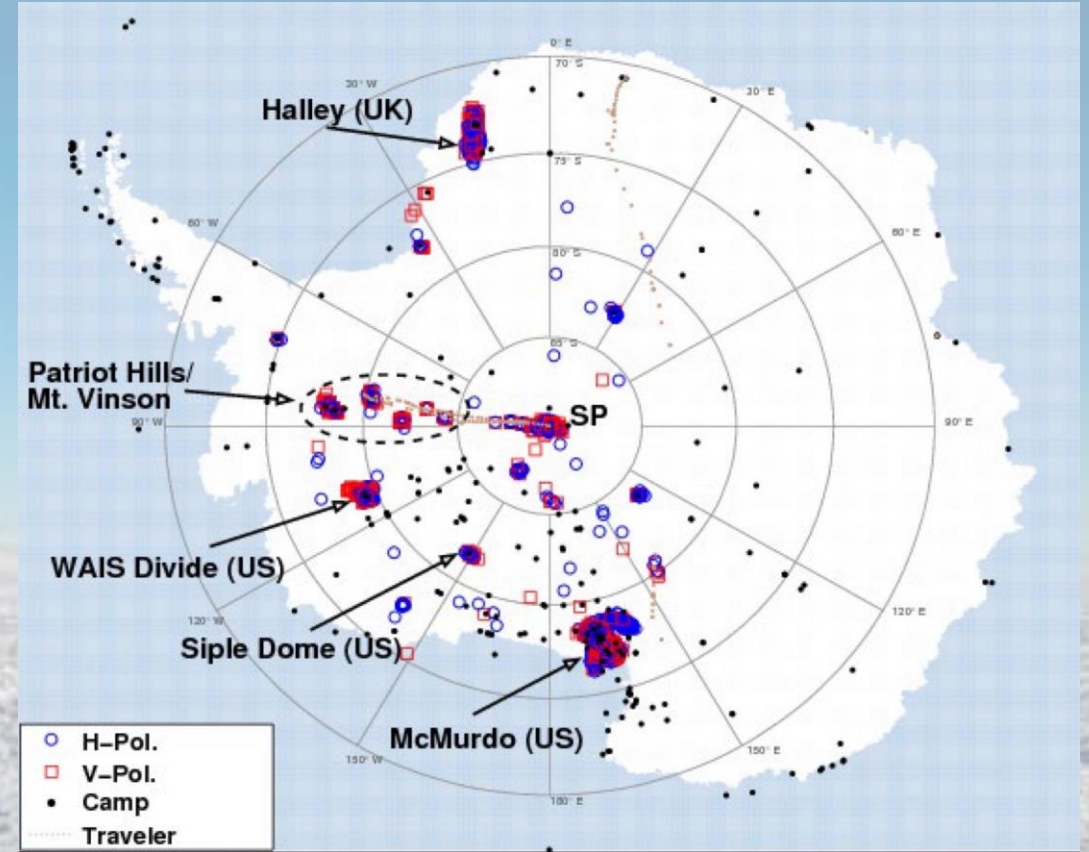 0° E
70° S
30° W
30° E
Halley (UK)
75° S
60° W
60° E
80° S
85° S
Patriot Hills/
Mt. Vinson
SP
90° W
90° E
WAIS Divide (US)
120° W
120° E
Siple Dome (US)
McMurdo (US)
150° W
150° E
180° E
H-Pol.
V-Pol.
Camp
Traveler